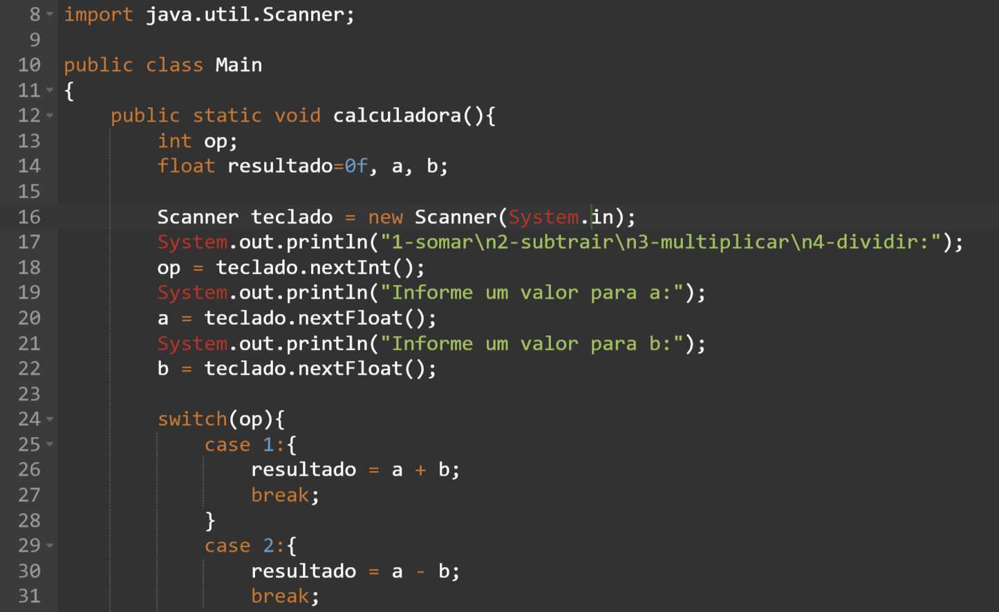 8 import java.util.Scanner;
9
10 public class Main
11 {
12     public static void calculadora(){
13         int op;
14         float resultado=0f, a, b;
15
16         Scanner teclado = new Scanner(System.in);
17         System.out.println("1-somar\n2-subtrair\n3-multiplicar\n4-dividir:");
18         op = teclado.nextInt();
19         System.out.println("Informe um valor para a:");
20         a = teclado.nextFloat();
21         System.out.println("Informe um valor para b:");
22         b = teclado.nextFloat();
23
24         switch(op){
25             case 1:{
26                 resultado = a + b;
27                 break;
28             }
29             case 2:{
30                 resultado = a - b;
31                 break;